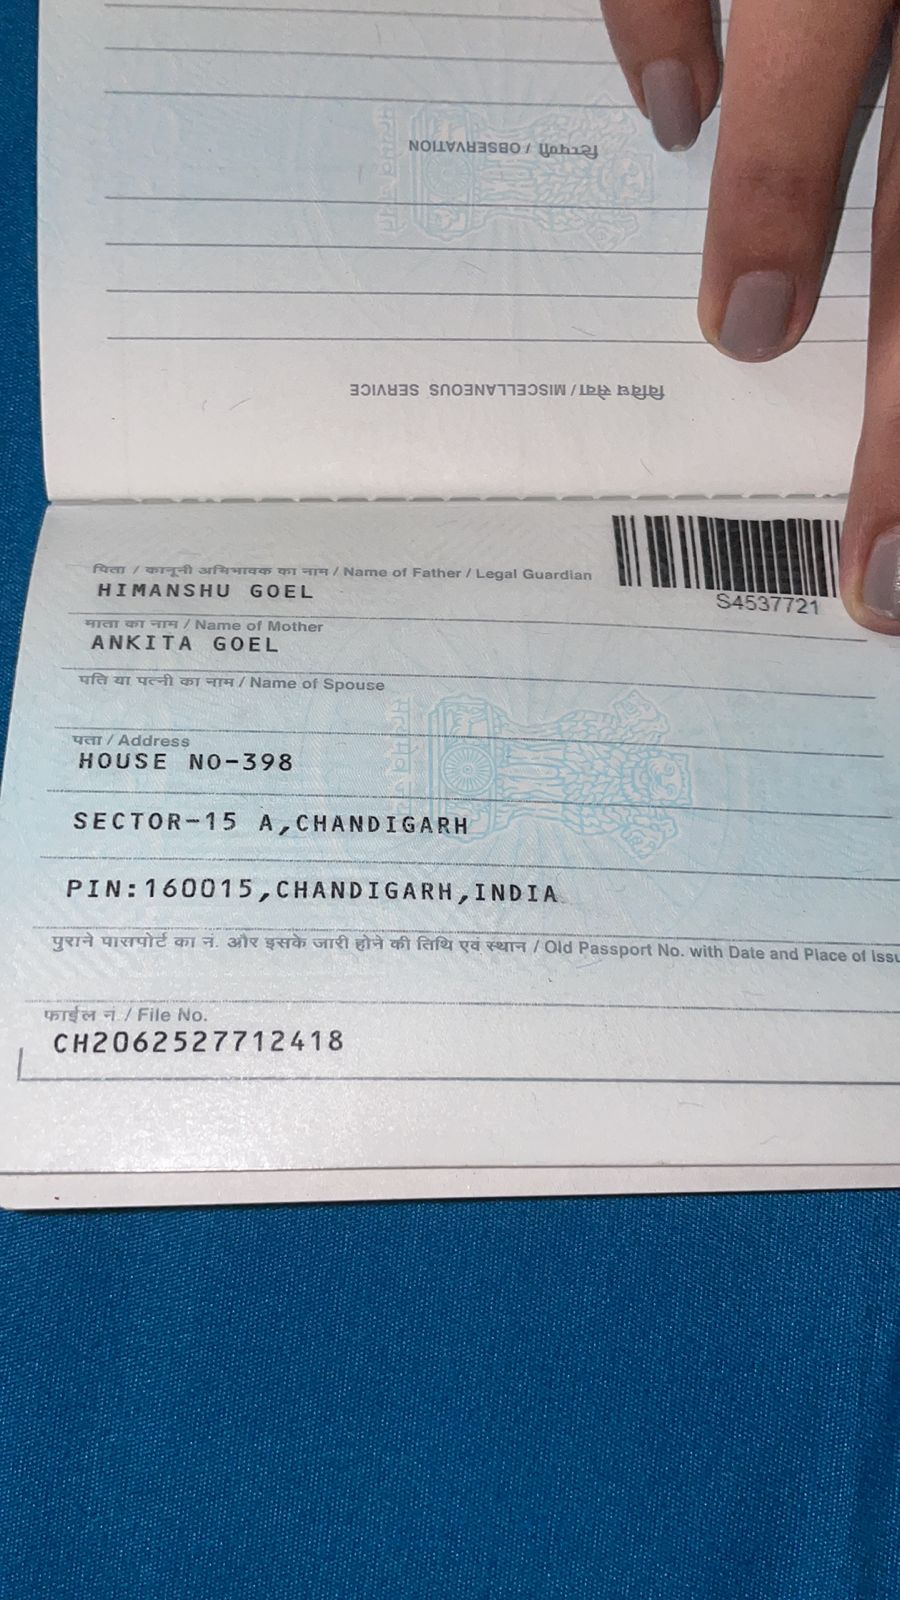 टिप्पणी / OBSERVATION
विविध सेवा / MISCELLANEOUS SERVICE
पिता / कानूनी अभिभावक का नाम / Name of Father / Legal Guardian
HIMANSHU GOEL
S4537721
माता का नाम / Name of Mother
ANKITA GOEL
पति या पत्नी का नाम / Name of Spouse
पता / Address
HOUSE NO-398
SECTOR-15 A,CHANDIGARH
PIN:160015,CHANDIGARH,INDIA
पुराने पासपोर्ट का नं. और इसके जारी होने की तिथि एवं स्थान / Old Passport No. with Date and Place of
फाईल नं. / File No.
CH2062527712418